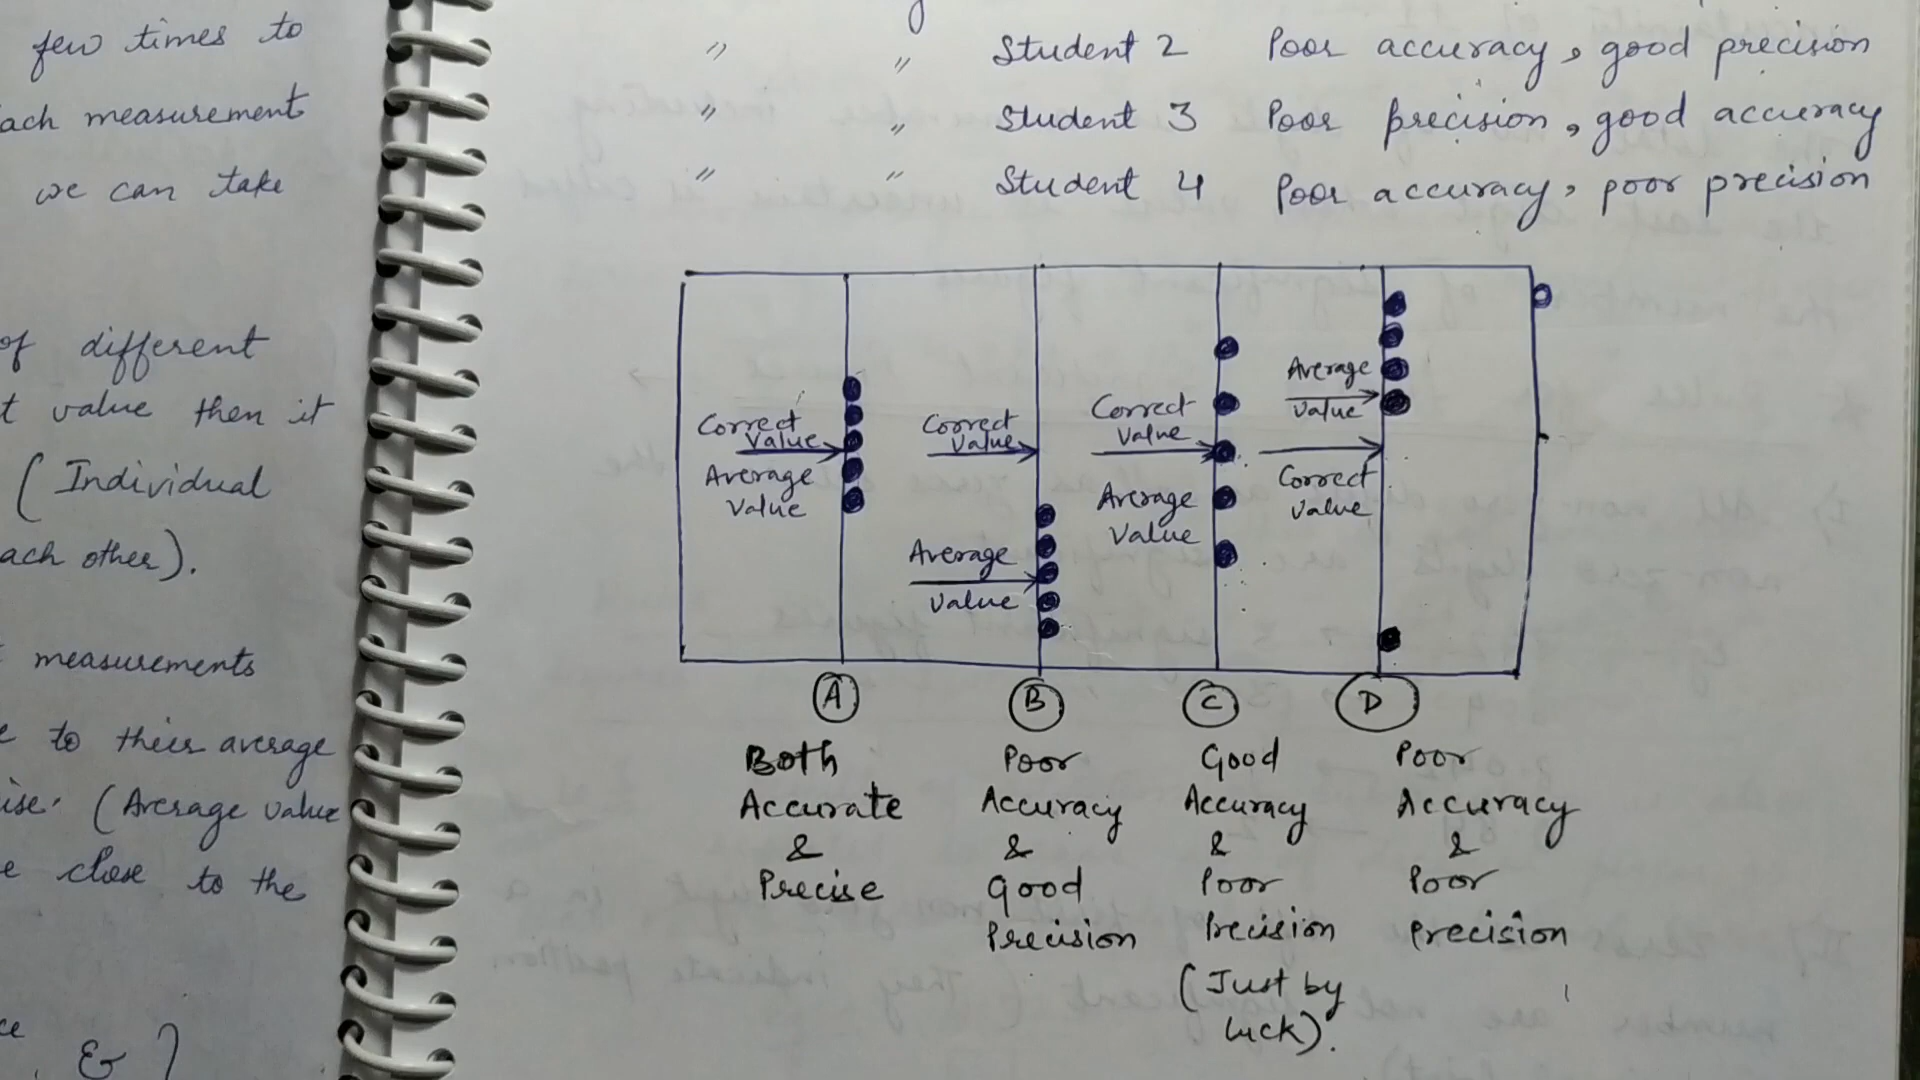 few times to
ach measurement
we can take
of different
t value then it
( Individual
ach other).
measurements
e to their average
ise. ( Average value
e close to the
ce
&
" " Student 2 Poor accuracy, good precision
" " Student 3 Poor precision, good accuracy
" " Student 4 Poor accuracy, poor precision
Correct
Value
Average
Value
Correct
Value
Average
Value
Correct
Value
Average
Value
Average
Value
Correct
Value
A B C D
Both
Accurate
&
Precise
Poor
Accuracy
&
Good
Precision
Good
Accuracy
&
Poor
Precision
(Just by
luck).
Poor
Accuracy
&
Poor
Precision